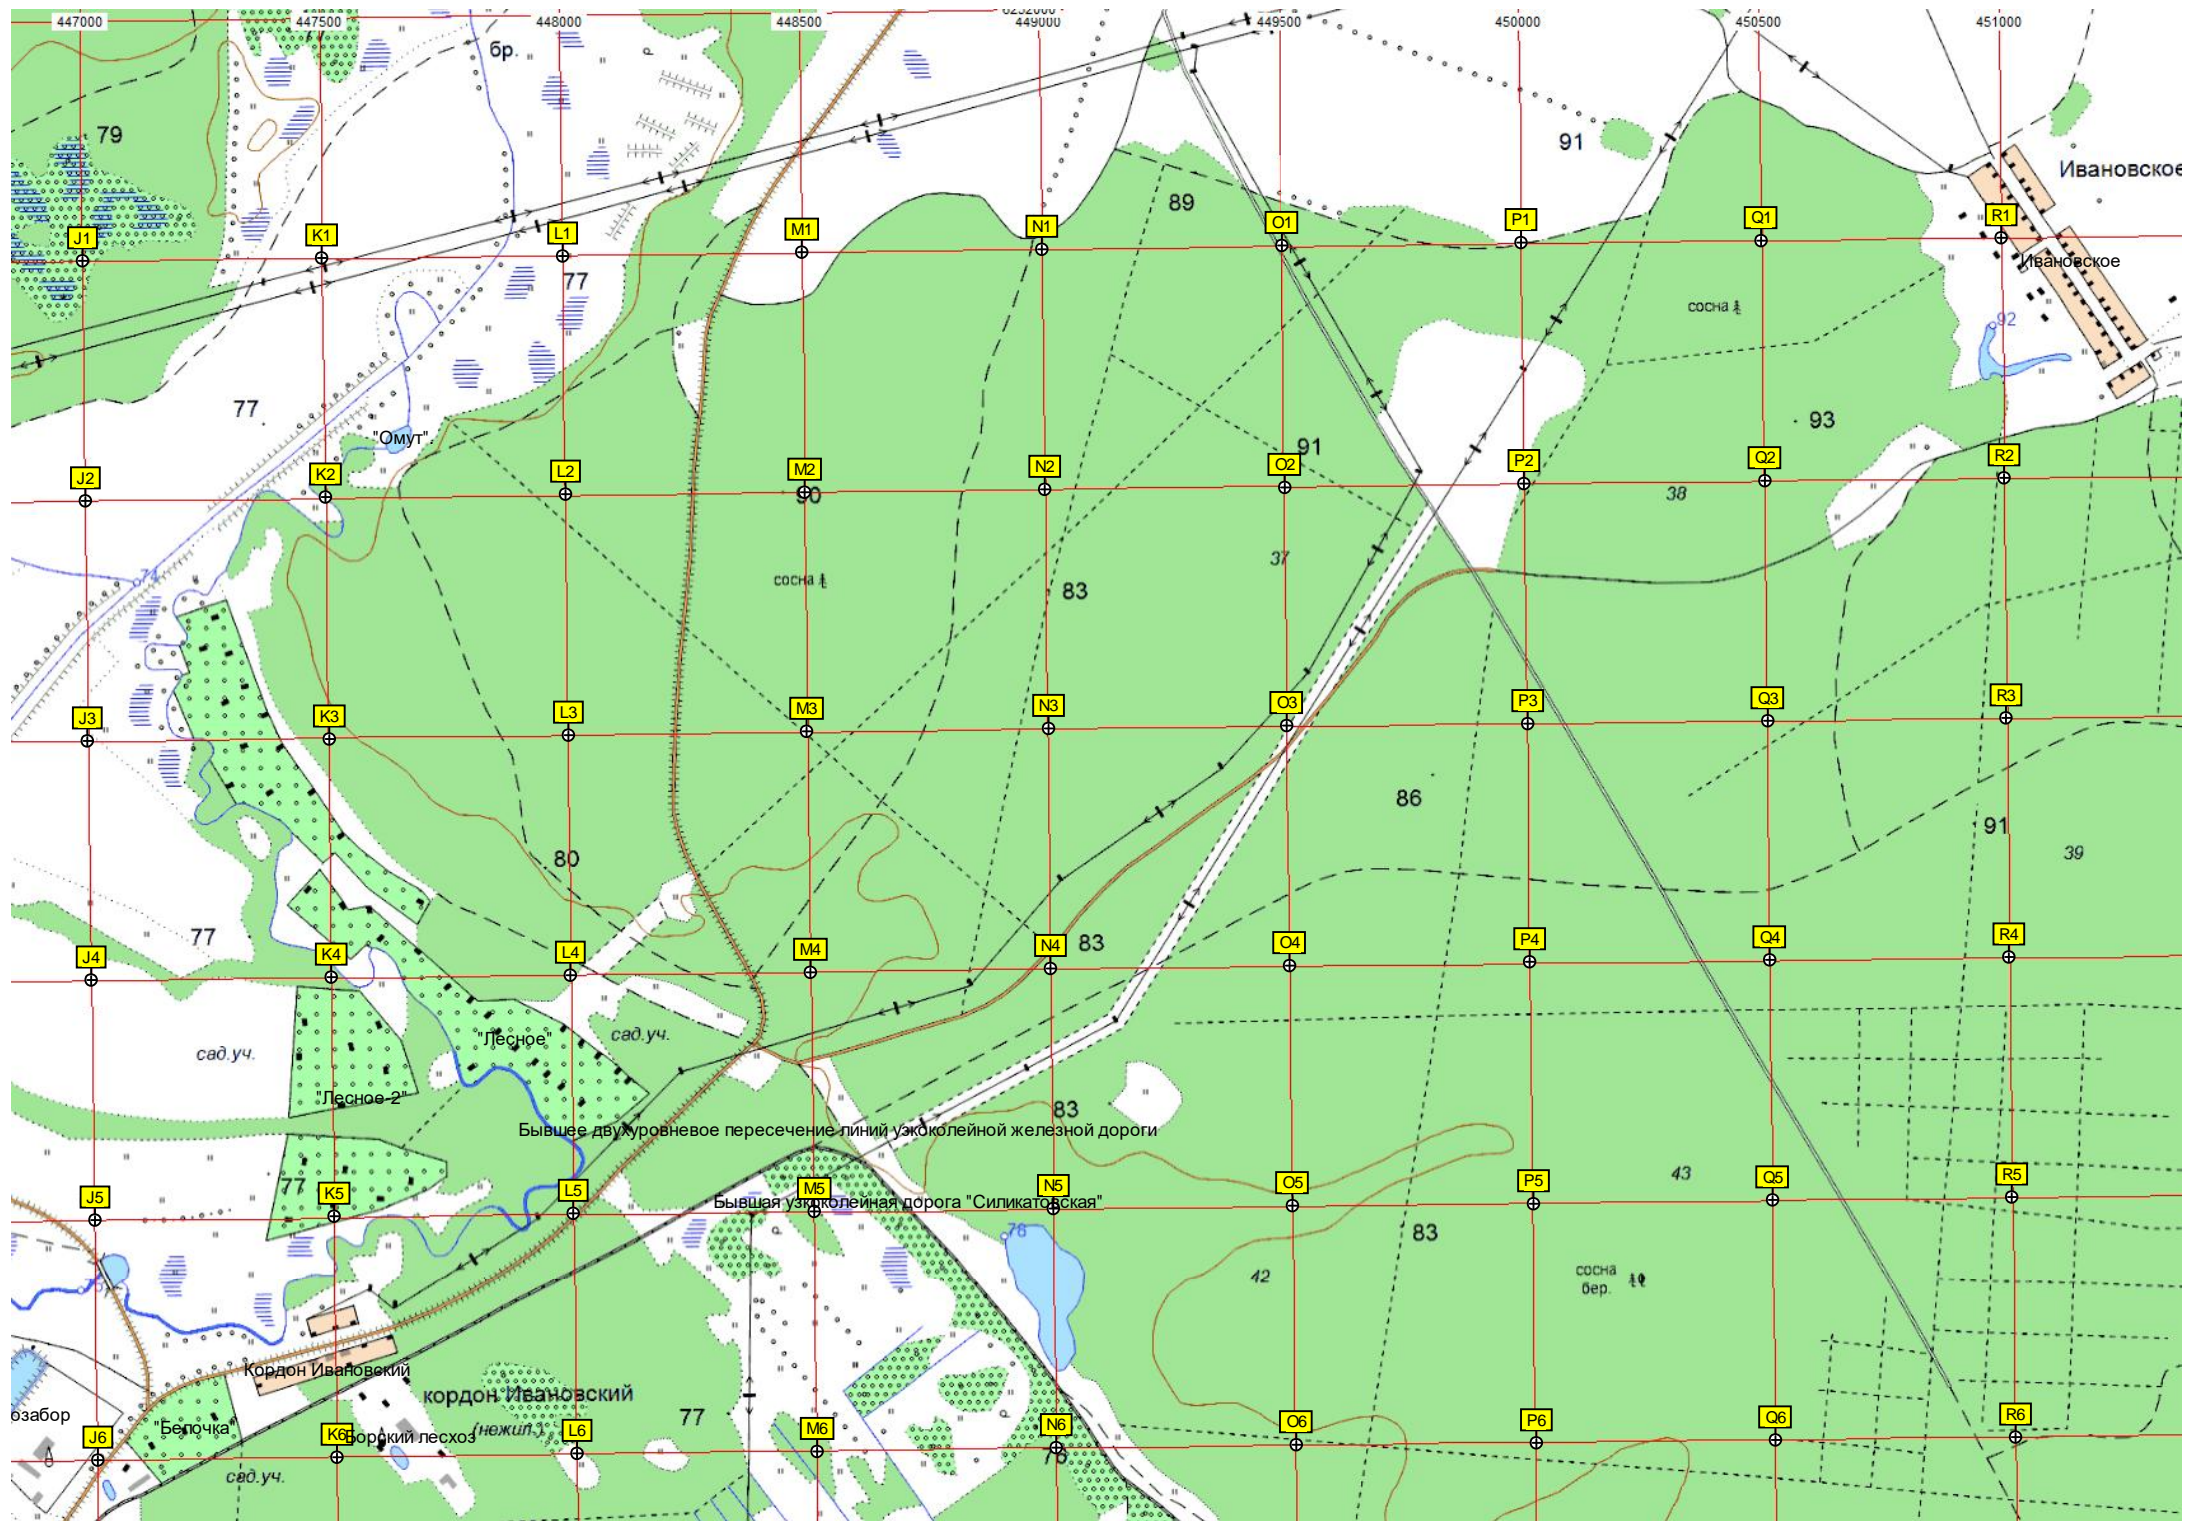 447000 447500 448000 448500 449000 449500 450000 450500 451000
бр.
79
91
Ивановское
89
J1 K1 L1 M1 N1 O1 P1 Q1 R1
Ивановское
77
сосна
92
77
"Омут"
93
91
J2 K2 L2 M2 N2 O2 P2 Q2 R2
90
38
37
74
сосна
83
J3 K3 L3 M3 N3 O3 P3 Q3 R3
86
91
80
39
77
83
J4 K4 L4 M4 N4 O4 P4 Q4 R4
сад.уч.
"Лесное"
сад.уч.
"Лесное-2"
83
Бывшее двухуровневое пересечение линий узкоколейной железной дороги
77
43
J5 K5 L5 M5 N5 O5 P5 Q5 R5
Бывшая узкоколейная дорога "Силикатовская"
78
83
42
сосна
бер.
Кордон Ивановский
кордон Ивановский
(нежил.)
77
озабор
"Белочка"
J6 K6 L6 M6 N6 O6 P6 Q6 R6
Борский лесхоз
76
сад.уч.